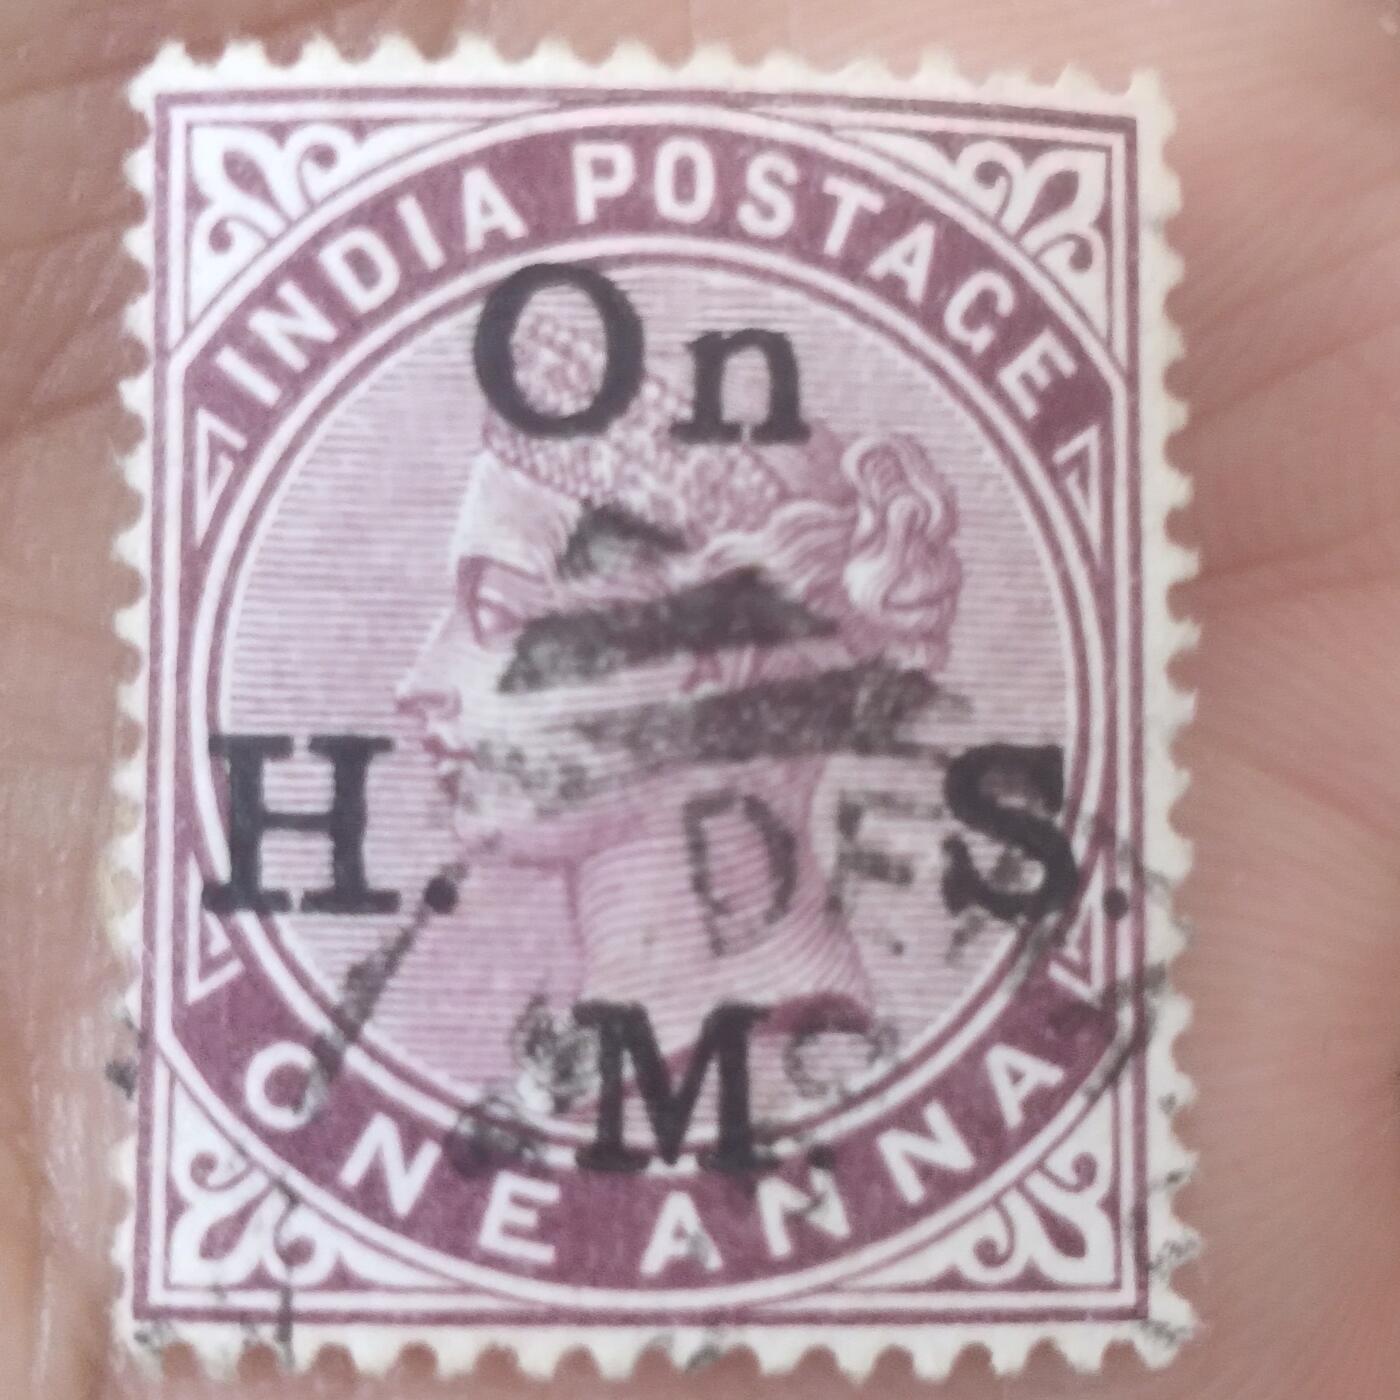 INDIA POSTAGE
On
H. S.
M.
ONE ANNA